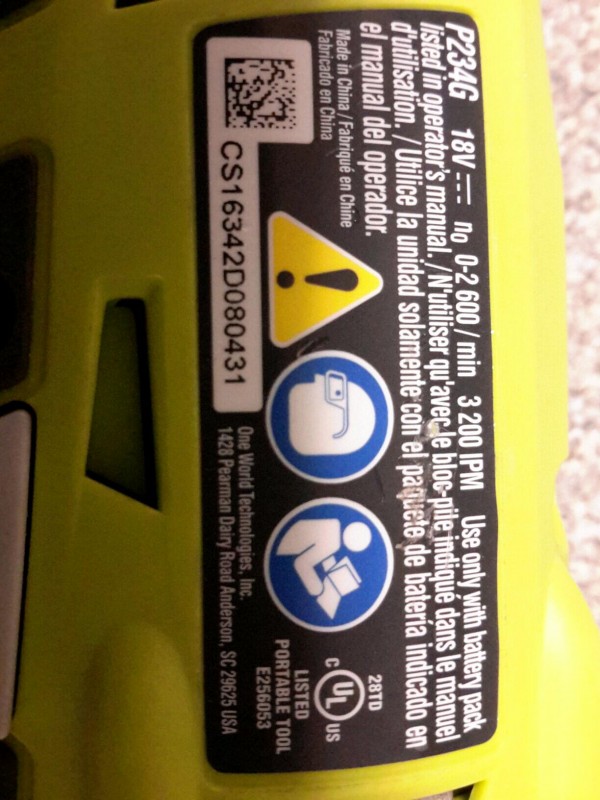 P234G 18V ⎓ no 0-2 600 / min 3 200 IPM Use only with battery pack
listed in operator's manual. / N'utiliser qu'avec le bloc-pile indiqué dans le manuel
d'utilisation. / Utilice la unidad solamente con el paquete de batería indicado en
el manual del operador.
Made in China / Fabriqué en Chine
Fabricado en China
CS16342D080431
One World Technologies, Inc.
1428 Pearman Dairy Road Anderson, SC 29625 USA
28TD
C UL US
LISTED
PORTABLE TOOL
E256053